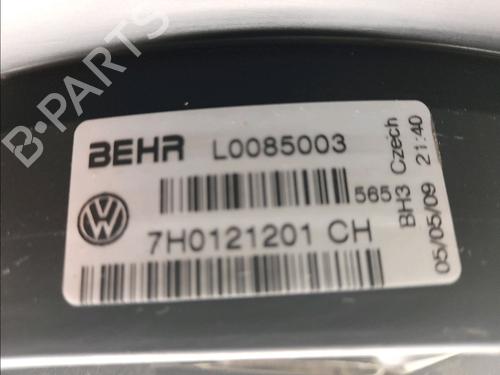 B-PARTS
BEHR L0085003
565
7H0121201 CH
BH3 Czech
05/05/09 21:40